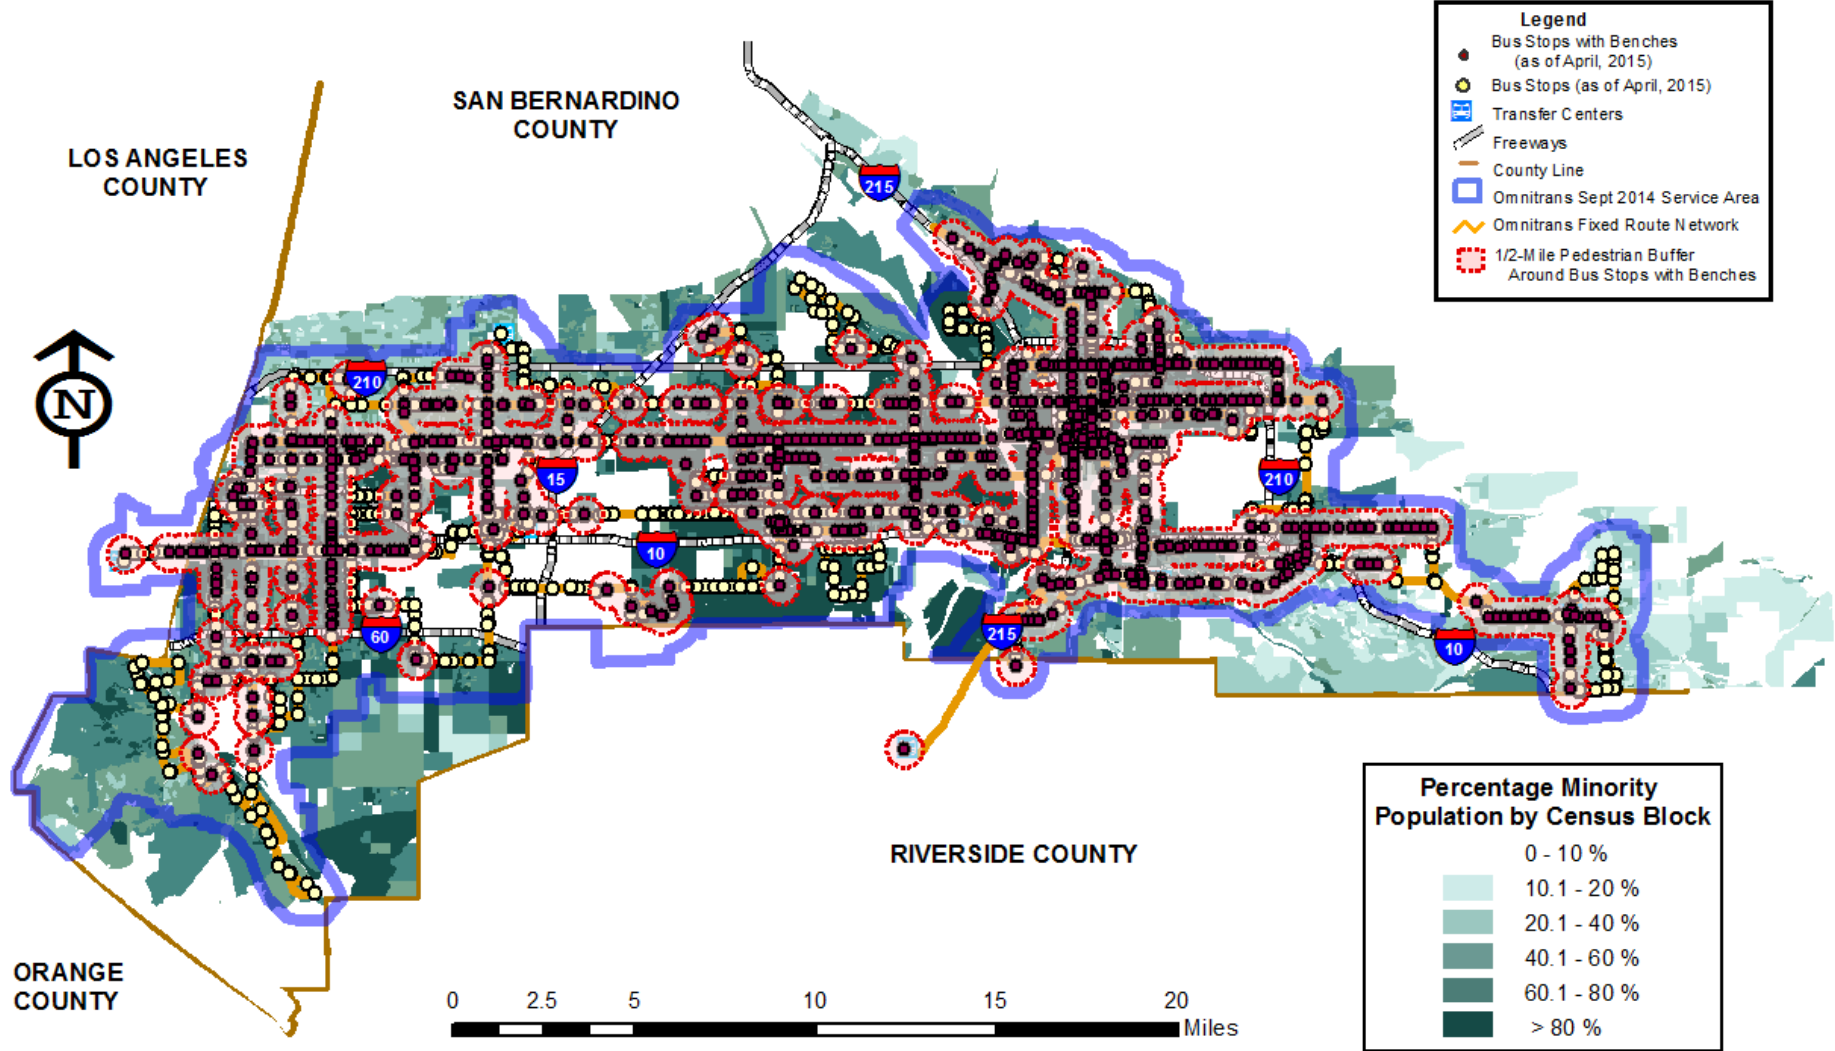 Legend
Bus Stops with Benches
(as of April, 2015)
Bus Stops (as of April, 2015)
Transfer Centers
Freeways
County Line
Omnitrans Sept 2014 Service Area
Omnitrans Fixed Route Network
1/2-Mile Pedestrian Buffer
Around Bus Stops with Benches
SAN BERNARDINO
COUNTY
LOS ANGELES
COUNTY
215
210
N
15
210
10
60
215
10
RIVERSIDE COUNTY
ORANGE
COUNTY
Percentage Minority
Population by Census Block
0 - 10 %
10.1 - 20 %
20.1 - 40 %
40.1 - 60 %
60.1 - 80 %
> 80 %
0 2.5 5 10 15 20
Miles